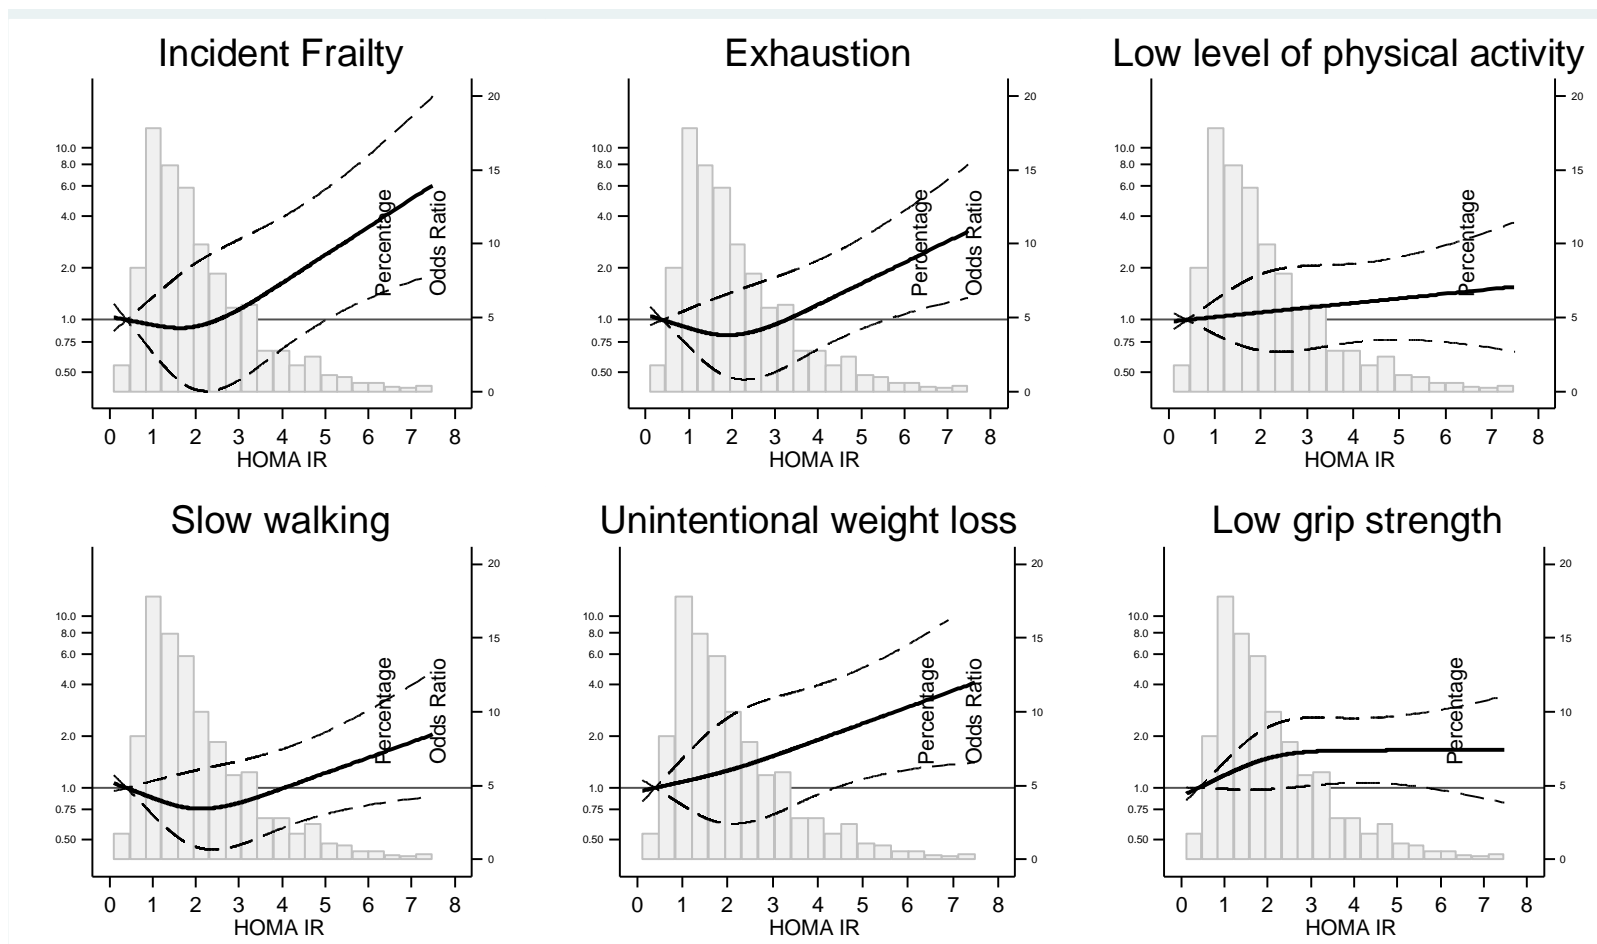 Incident Frailty
10.0
8.0
6.0
4.0
2.0
1.0
0.75
0.50
20
15
10
5
0
Percentage
Odds Ratio
0 1 2 3 4 5 6 7 8
HOMA IR
Exhaustion
10.0
8.0
6.0
4.0
2.0
1.0
0.75
0.50
20
15
10
5
0
Percentage
Odds Ratio
0 1 2 3 4 5 6 7 8
HOMA IR
Low level of physical activity
10.0
8.0
6.0
4.0
2.0
1.0
0.75
0.50
20
15
10
5
0
Percentage
0 1 2 3 4 5 6 7 8
HOMA IR
Slow walking
10.0
8.0
6.0
4.0
2.0
1.0
0.75
0.50
20
15
10
5
0
Percentage
Odds Ratio
0 1 2 3 4 5 6 7 8
HOMA IR
Unintentional weight loss
10.0
8.0
6.0
4.0
2.0
1.0
0.75
0.50
20
15
10
5
0
Percentage
Odds Ratio
0 1 2 3 4 5 6 7 8
HOMA IR
Low grip strength
10.0
8.0
6.0
4.0
2.0
1.0
0.75
0.50
20
15
10
5
0
Percentage
0 1 2 3 4 5 6 7 8
HOMA IR